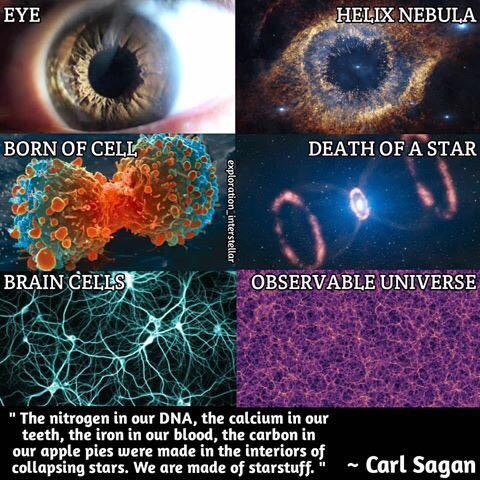 EYE
HELIX NEBULA
BORN OF CELL
DEATH OF A STAR
exploration_interstellar
BRAIN CELLS
OBSERVABLE UNIVERSE
" The nitrogen in our DNA, the calcium in our
teeth, the iron in our blood, the carbon in
our apple pies were made in the interiors of
collapsing stars. We are made of starstuff. "
~ Carl Sagan